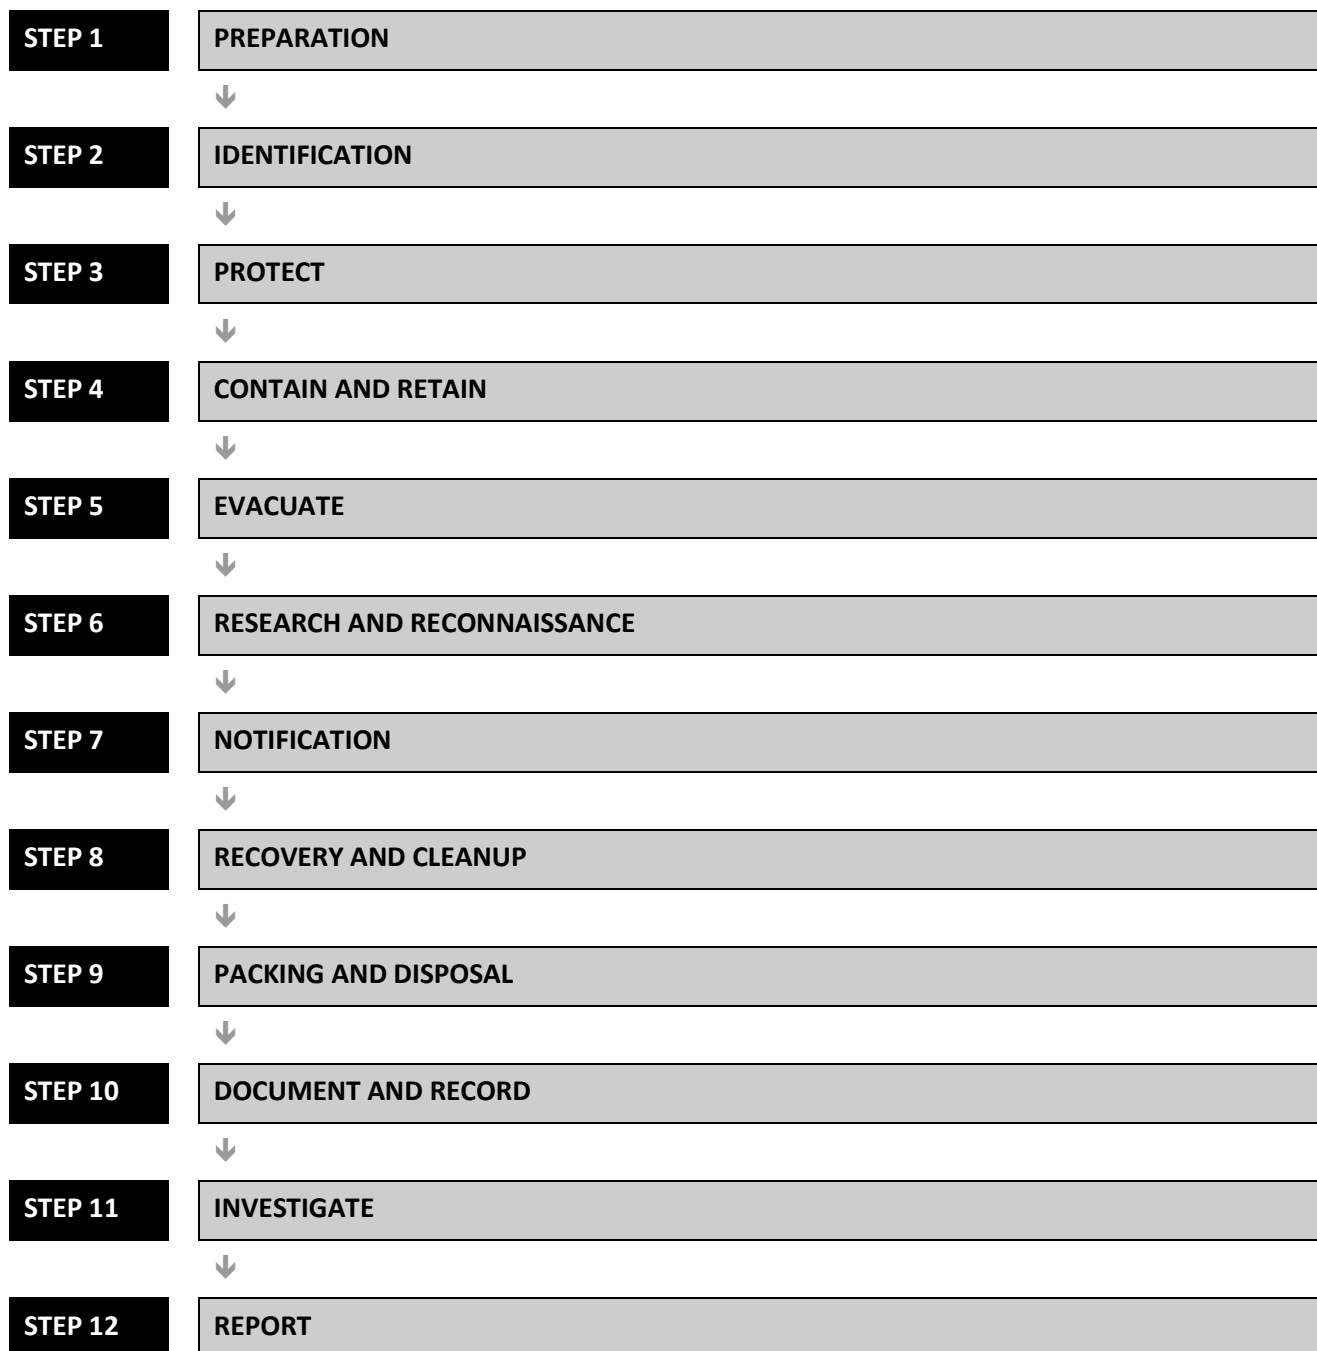 STEP 1 PREPARATION
STEP 2 IDENTIFICATION
STEP 3 PROTECT
STEP 4 CONTAIN AND RETAIN
STEP 5 EVACUATE
STEP 6 RESEARCH AND RECONNAISSANCE
STEP 7 NOTIFICATION
STEP 8 RECOVERY AND CLEANUP
STEP 9 PACKING AND DISPOSAL
STEP 10 DOCUMENT AND RECORD
STEP 11 INVESTIGATE
STEP 12 REPORT